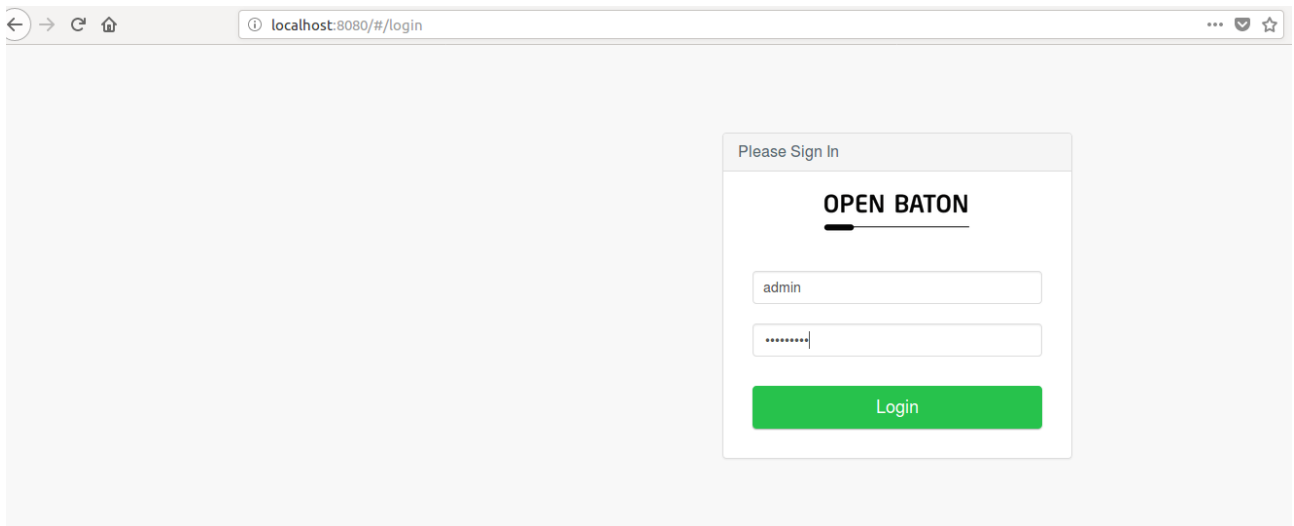 localhost:8080/#/login
Please Sign In
OPEN BATON
admin
•••••••••
Login